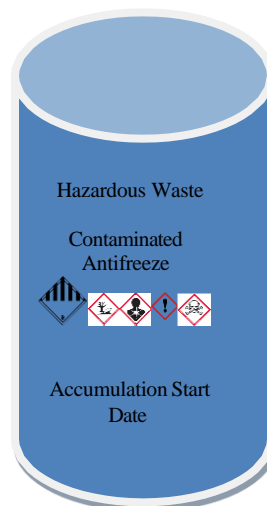 Hazardous Waste
Contaminated
Antifreeze
Accumulation Start
Date